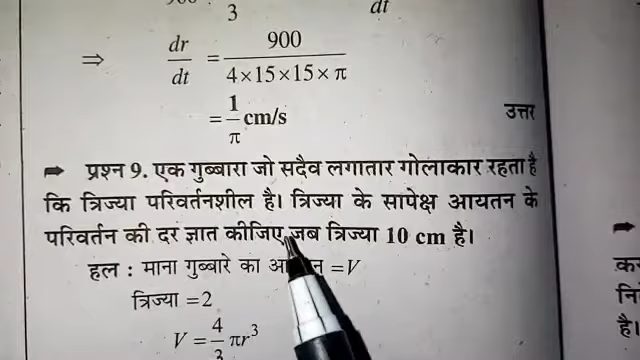 3
dt
⇒ dr/dt = 900/(4×15×15×π)
= 1/π cm/s उत्तर
➡ प्रश्न 9. एक गुब्बारा जो सदैव लगातार गोलाकार रहता है
कि त्रिज्या परिवर्तनशील है। त्रिज्या के सापेक्ष आयतन के
परिवर्तन की दर ज्ञात कीजिए जब त्रिज्या 10 cm है।
हल : माना गुब्बारे का =V
त्रिज्या =2
V = 4/3 πr³